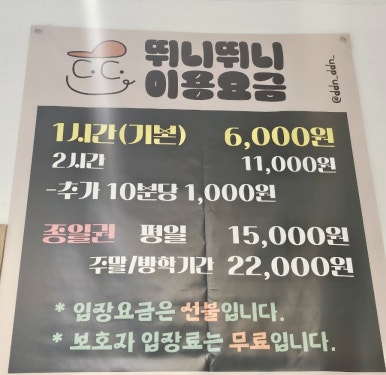 뛰니뛰니
이용요금
@ddn_ddn_
1시간(기본) 6,000원
2시간 11,000원
-추가 10분당 1,000원
종일권 평일 15,000원
주말/방학기간 22,000원
* 입장요금은 선불입니다.
* 보호자 입장료는 무료입니다.